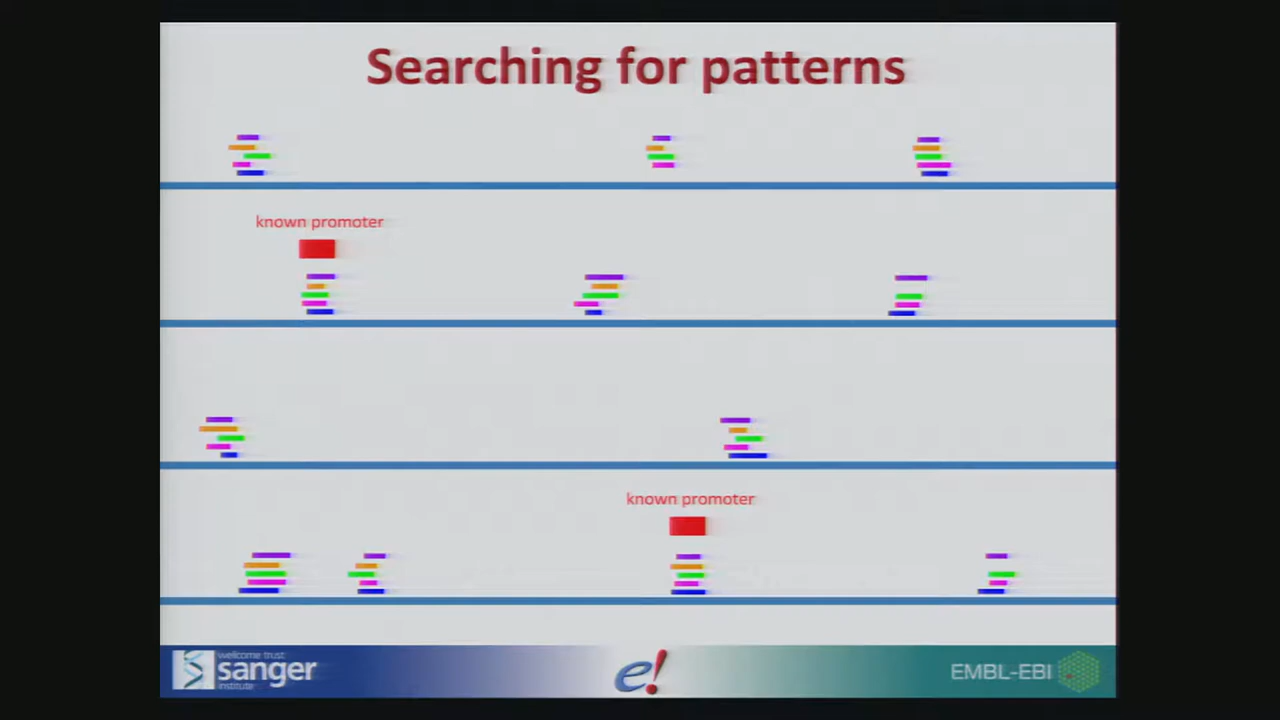 Searching for patterns
known promoter
known promoter
wellcome trust
sanger
institute
e!
EMBL-EBI